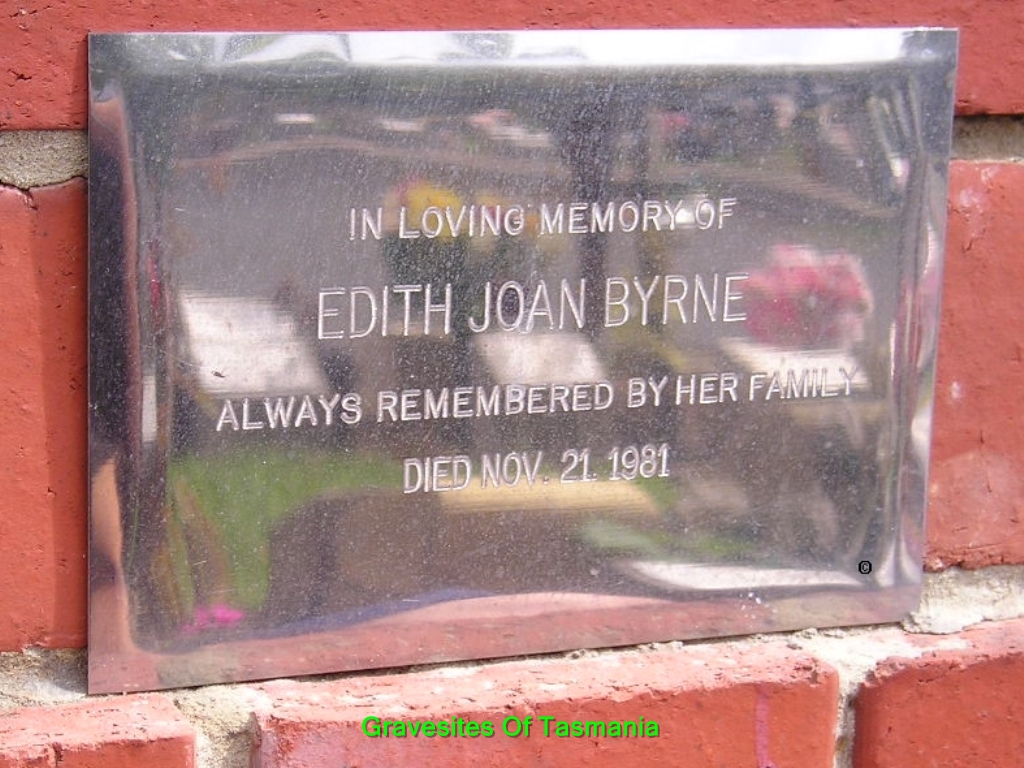 IN LOVING MEMORY OF
EDITH JOAN BYRNE
ALWAYS REMEMBERED BY HER FAMILY
DIED NOV. 21. 1981
©
Gravesites Of Tasmania